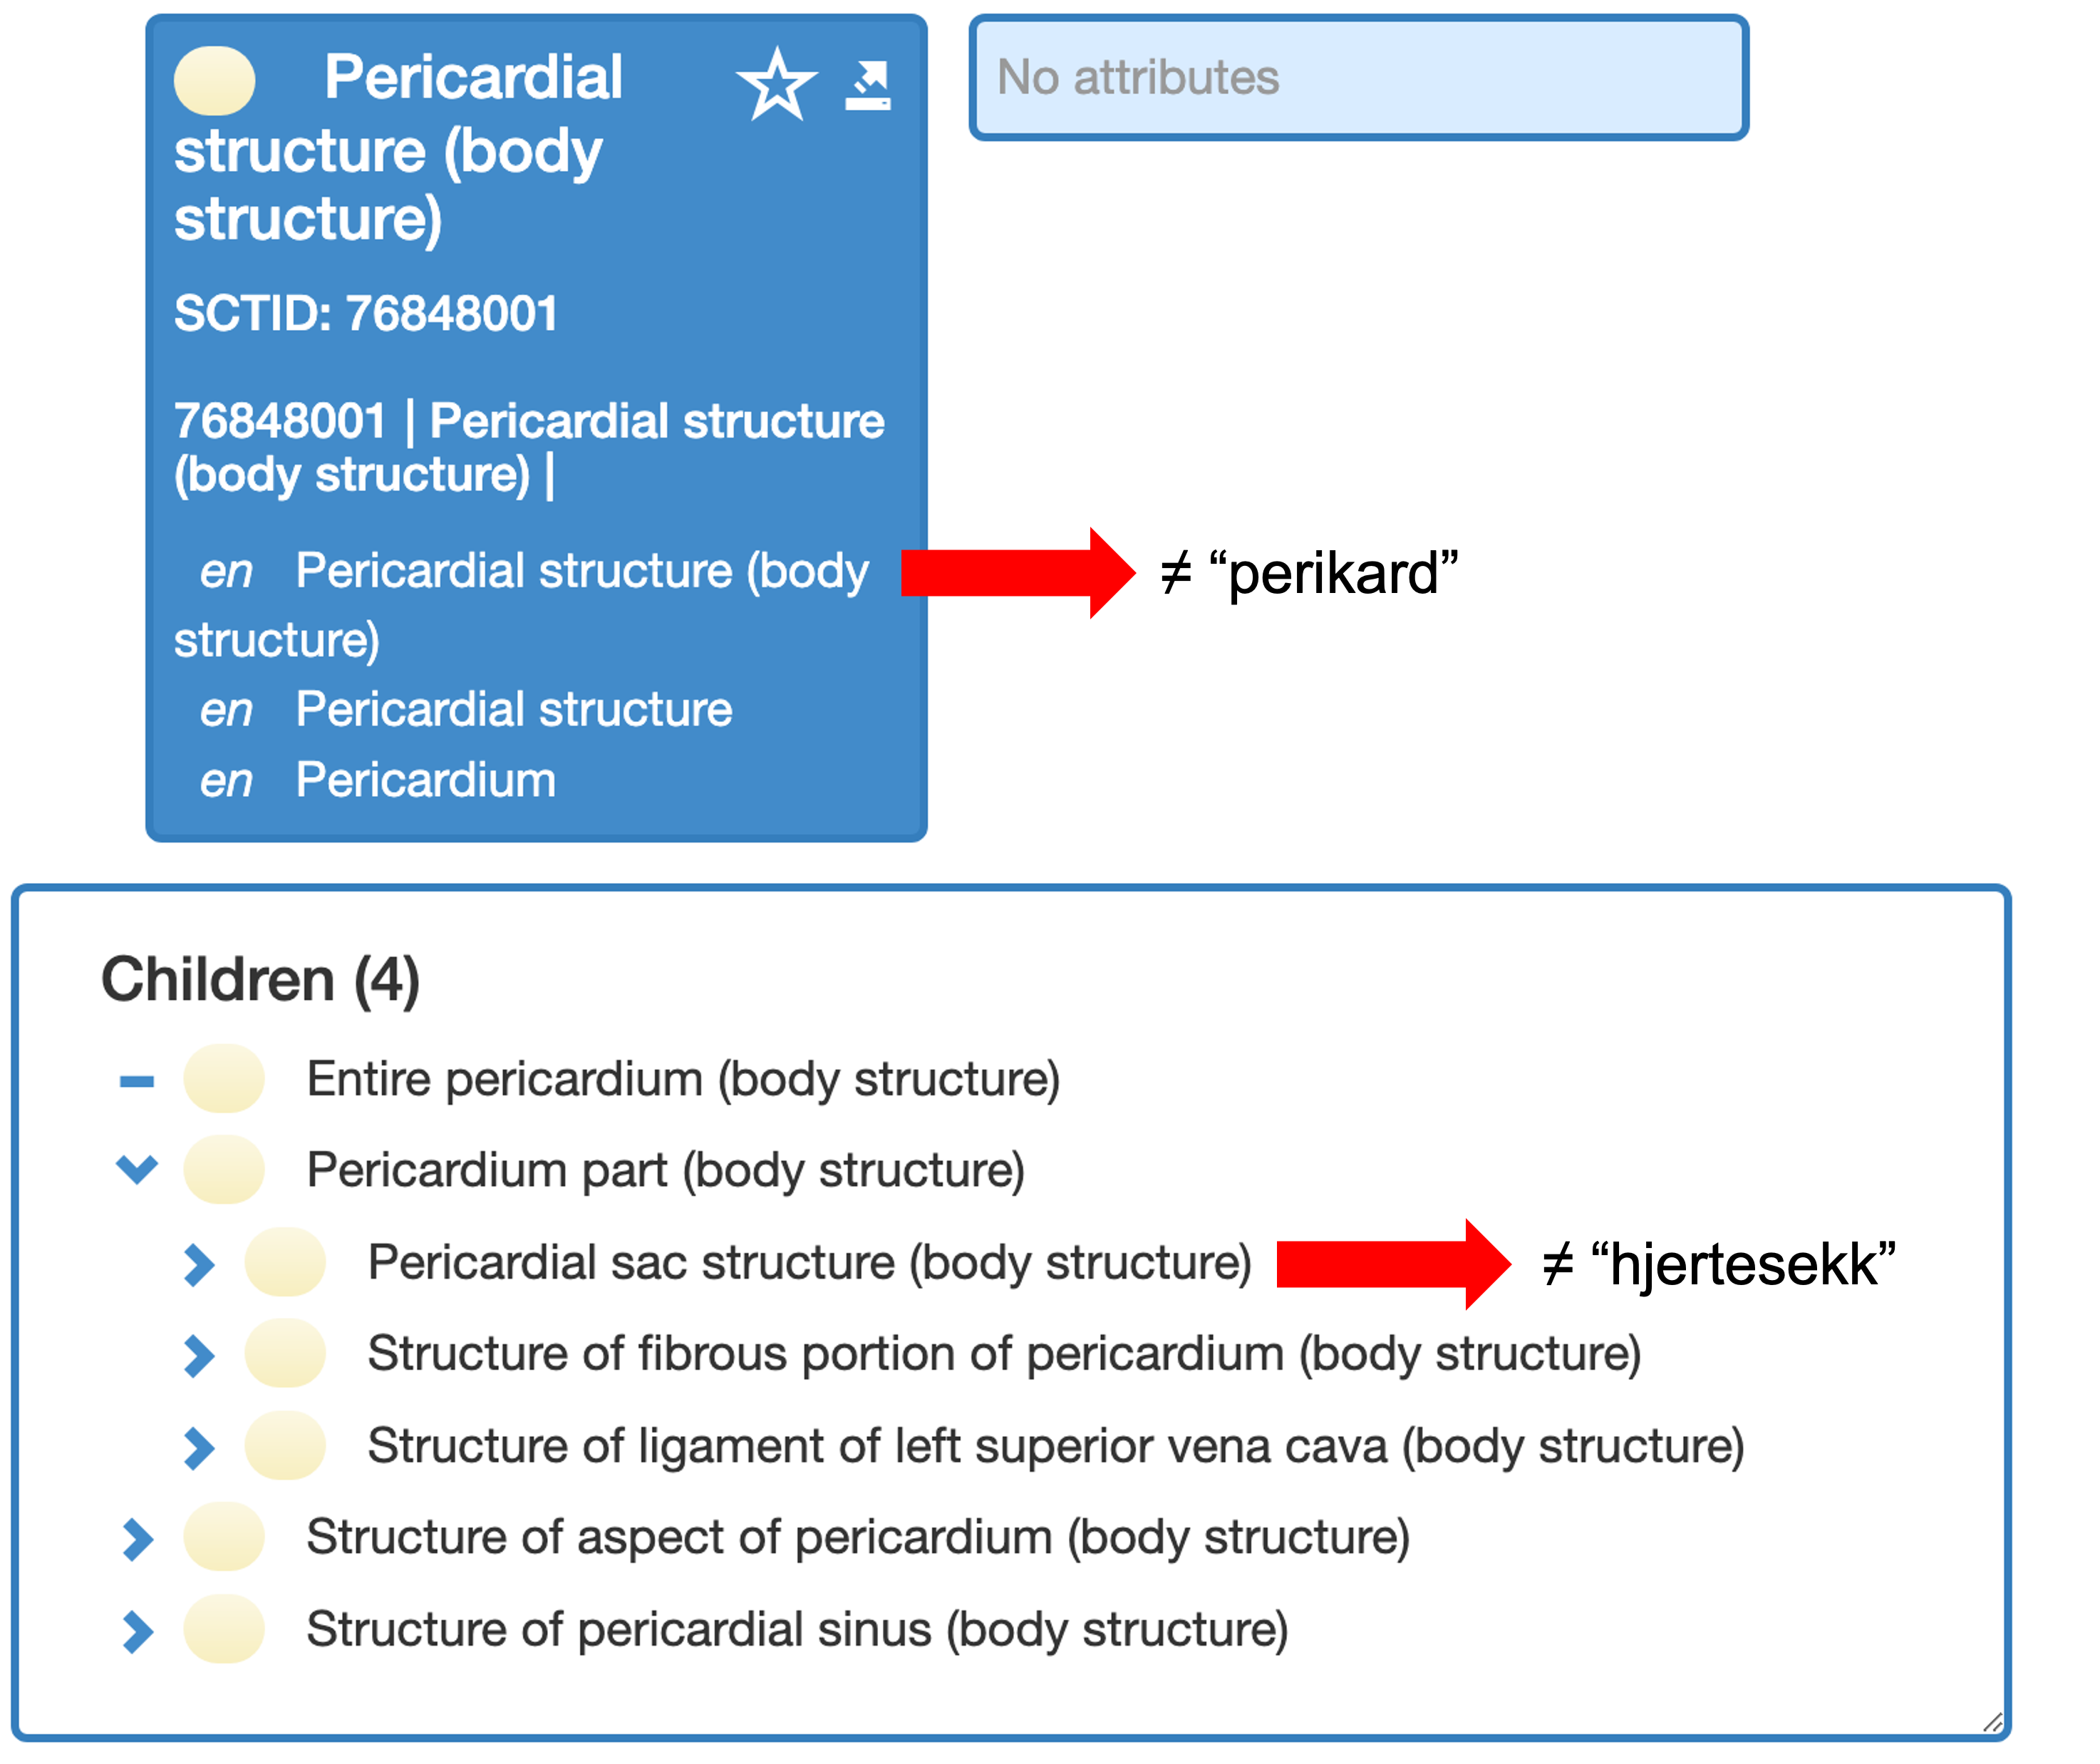 Pericardial
structure (body
structure)
No attributes
SCTID: 76848001
76848001 | Pericardial structure
(body structure) |
en Pericardial structure (body
structure)
≠ “perikard”
en Pericardial structure
en Pericardium
Children (4)
Entire pericardium (body structure)
Pericardium part (body structure)
Pericardial sac structure (body structure)
≠ “hjertesekk”
Structure of fibrous portion of pericardium (body structure)
Structure of ligament of left superior vena cava (body structure)
Structure of aspect of pericardium (body structure)
Structure of pericardial sinus (body structure)